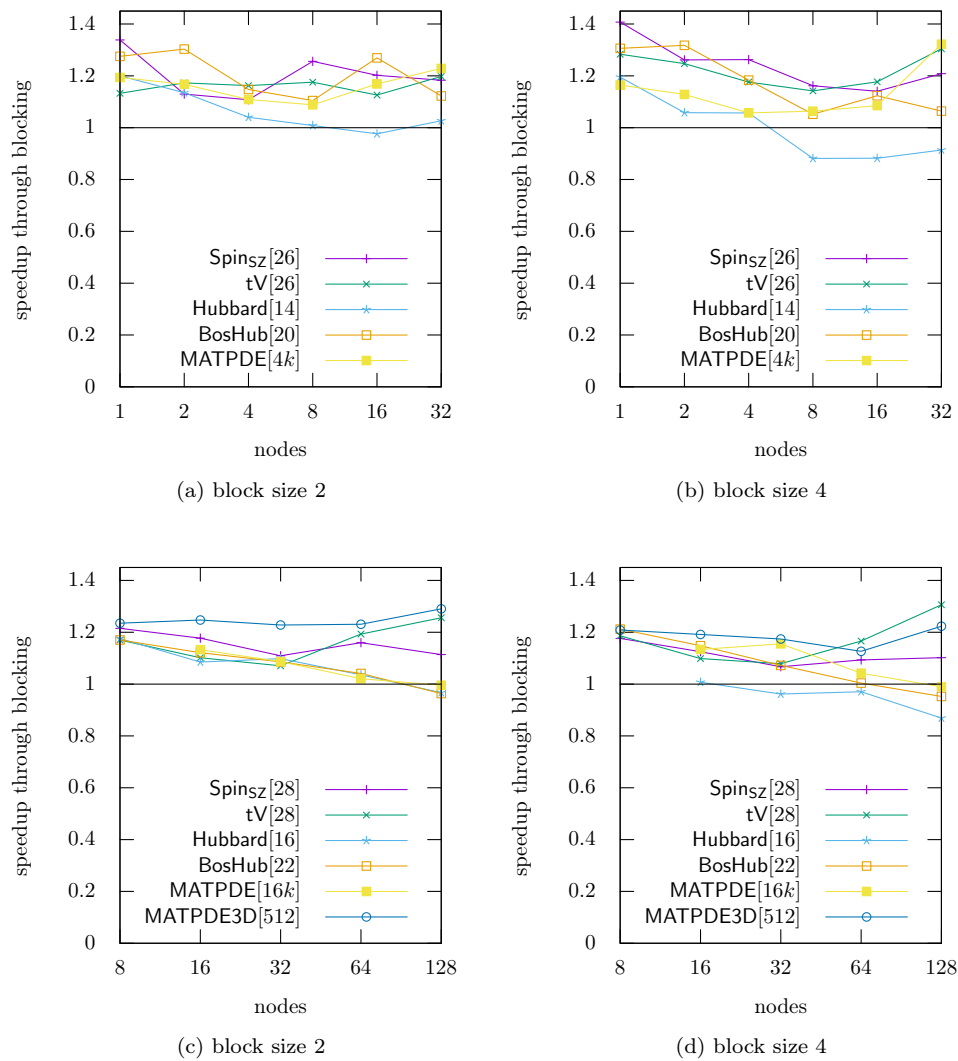 speedup through blocking
1.4
1.2
1
0.8
0.6
0.4
0.2
0
Spin_SZ[26]
tV[26]
Hubbard[14]
BosHub[20]
MATPDE[4k]
1 2 4 8 16 32
nodes
(a) block size 2
speedup through blocking
1.4
1.2
1
0.8
0.6
0.4
0.2
0
Spin_SZ[26]
tV[26]
Hubbard[14]
BosHub[20]
MATPDE[4k]
1 2 4 8 16 32
nodes
(b) block size 4
speedup through blocking
1.4
1.2
1
0.8
0.6
0.4
0.2
0
Spin_SZ[28]
tV[28]
Hubbard[16]
BosHub[22]
MATPDE[16k]
MATPDE3D[512]
8 16 32 64 128
nodes
(c) block size 2
speedup through blocking
1.4
1.2
1
0.8
0.6
0.4
0.2
0
Spin_SZ[28]
tV[28]
Hubbard[16]
BosHub[22]
MATPDE[16k]
MATPDE3D[512]
8 16 32 64 128
nodes
(d) block size 4